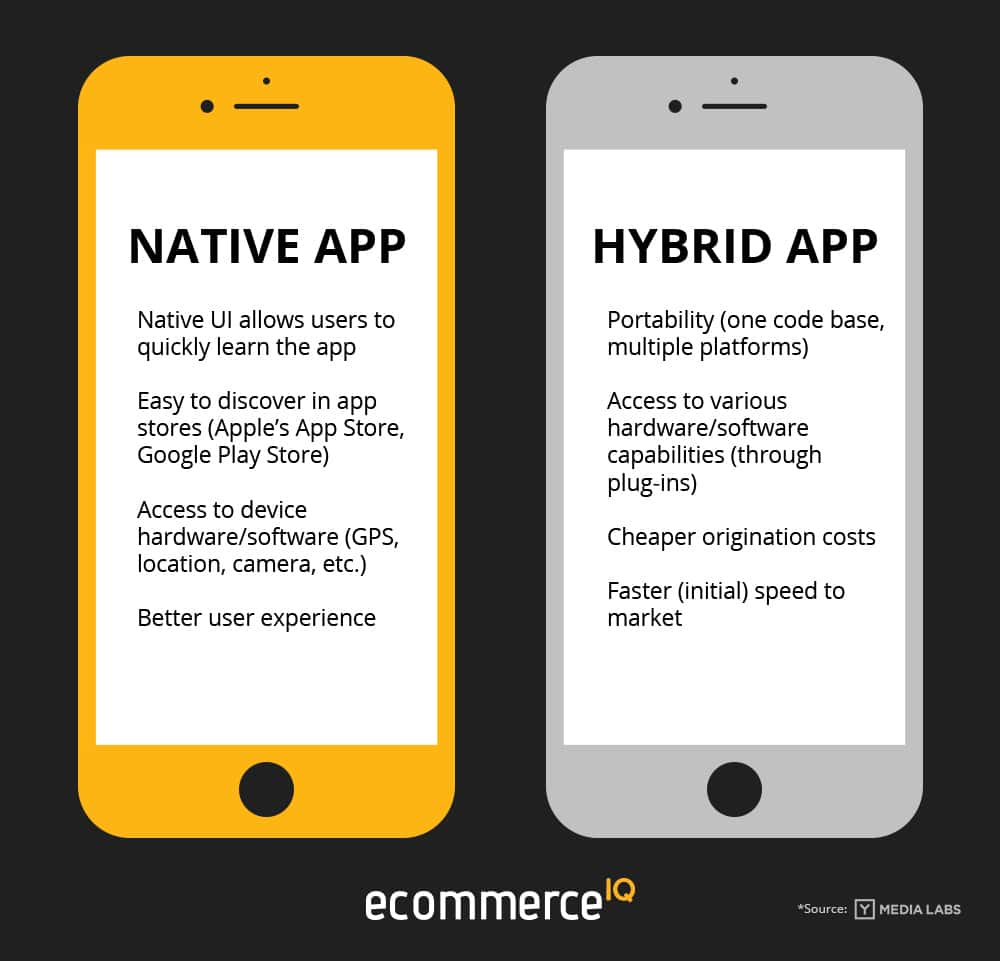 NATIVE APP
Native UI allows users to
quickly learn the app
Easy to discover in app
stores (Apple’s App Store,
Google Play Store)
Access to device
hardware/software (GPS,
location, camera, etc.)
Better user experience
HYBRID APP
Portability (one code base,
multiple platforms)
Access to various
hardware/software
capabilities (through
plug-ins)
Cheaper origination costs
Faster (initial) speed to
market
ecommerceIQ
*Source: Y MEDIA LABS